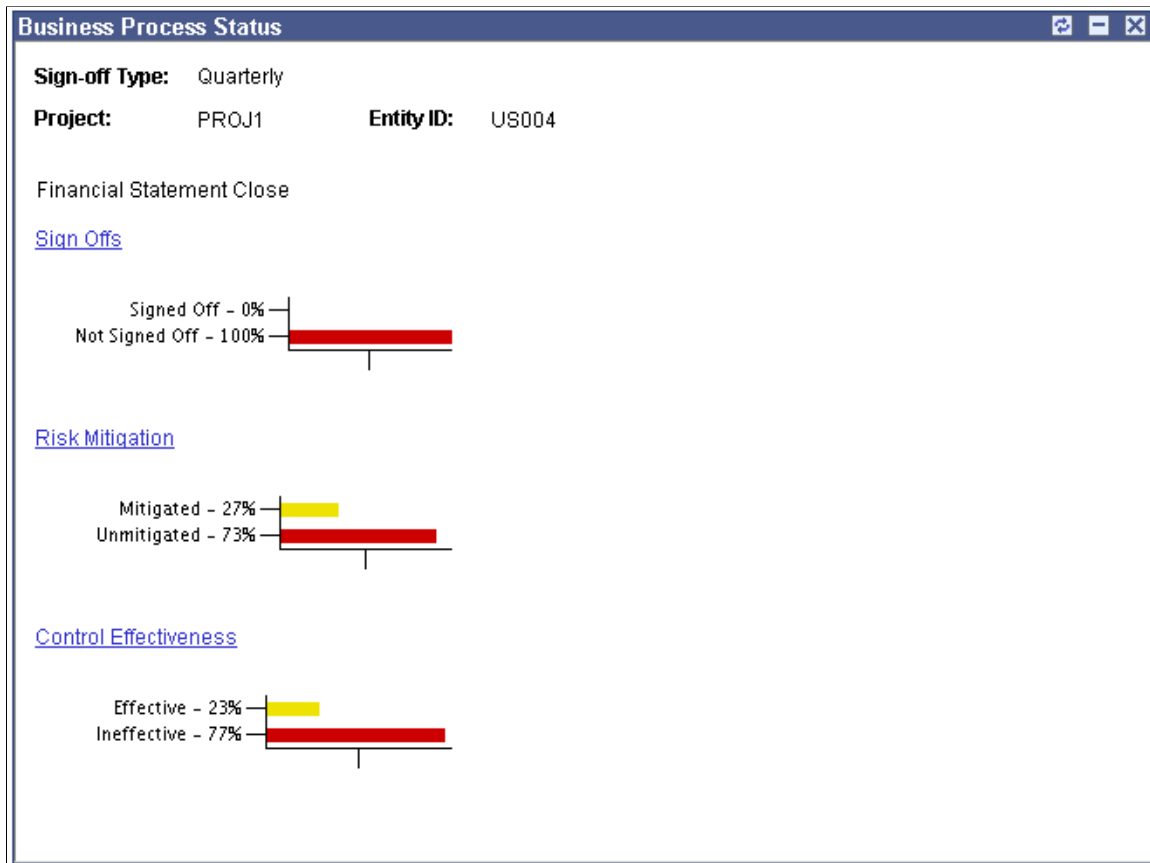 Business Process Status
Sign-off Type: Quarterly
Project: PROJ1 Entity ID: US004
Financial Statement Close
Sign Offs
Signed Off - 0%
Not Signed Off - 100%
Risk Mitigation
Mitigated - 27%
Unmitigated - 73%
Control Effectiveness
Effective - 23%
Ineffective - 77%